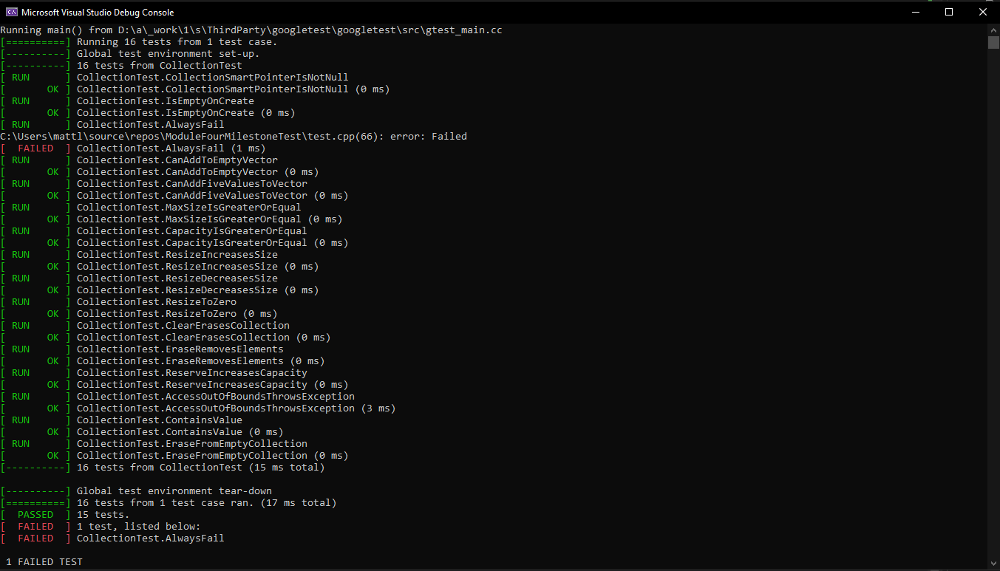 Microsoft Visual Studio Debug Console
Running main() from D:\a\_work\1\s\ThirdParty\googletest\googletest\src\gtest_main.cc
[==========] Running 16 tests from 1 test case.
[----------] Global test environment set-up.
[----------] 16 tests from CollectionTest
[ RUN      ] CollectionTest.CollectionSmartPointerIsNotNull
[       OK ] CollectionTest.CollectionSmartPointerIsNotNull (0 ms)
[ RUN      ] CollectionTest.IsEmptyOnCreate
[       OK ] CollectionTest.IsEmptyOnCreate (0 ms)
[ RUN      ] CollectionTest.AlwaysFail
C:\Users\mattl\source\repos\ModuleFourMilestoneTest\test.cpp(66): error: Failed
[  FAILED  ] CollectionTest.AlwaysFail (1 ms)
[ RUN      ] CollectionTest.CanAddToEmptyVector
[       OK ] CollectionTest.CanAddToEmptyVector (0 ms)
[ RUN      ] CollectionTest.CanAddFiveValuesToVector
[       OK ] CollectionTest.CanAddFiveValuesToVector (0 ms)
[ RUN      ] CollectionTest.MaxSizeIsGreaterOrEqual
[       OK ] CollectionTest.MaxSizeIsGreaterOrEqual (0 ms)
[ RUN      ] CollectionTest.CapacityIsGreaterOrEqual
[       OK ] CollectionTest.CapacityIsGreaterOrEqual (0 ms)
[ RUN      ] CollectionTest.ResizeIncreasesSize
[       OK ] CollectionTest.ResizeIncreasesSize (0 ms)
[ RUN      ] CollectionTest.ResizeDecreasesSize
[       OK ] CollectionTest.ResizeDecreasesSize (0 ms)
[ RUN      ] CollectionTest.ResizeToZero
[       OK ] CollectionTest.ResizeToZero (0 ms)
[ RUN      ] CollectionTest.ClearErasesCollection
[       OK ] CollectionTest.ClearErasesCollection (0 ms)
[ RUN      ] CollectionTest.EraseRemovesElements
[       OK ] CollectionTest.EraseRemovesElements (0 ms)
[ RUN      ] CollectionTest.ReserveIncreasesCapacity
[       OK ] CollectionTest.ReserveIncreasesCapacity (0 ms)
[ RUN      ] CollectionTest.AccessOutOfBoundsThrowsException
[       OK ] CollectionTest.AccessOutOfBoundsThrowsException (3 ms)
[ RUN      ] CollectionTest.ContainsValue
[       OK ] CollectionTest.ContainsValue (0 ms)
[ RUN      ] CollectionTest.EraseFromEmptyCollection
[       OK ] CollectionTest.EraseFromEmptyCollection (0 ms)
[----------] 16 tests from CollectionTest (15 ms total)
[----------] Global test environment tear-down
[==========] 16 tests from 1 test case ran. (17 ms total)
[  PASSED  ] 15 tests.
[  FAILED  ] 1 test, listed below:
[  FAILED  ] CollectionTest.AlwaysFail
1 FAILED TEST